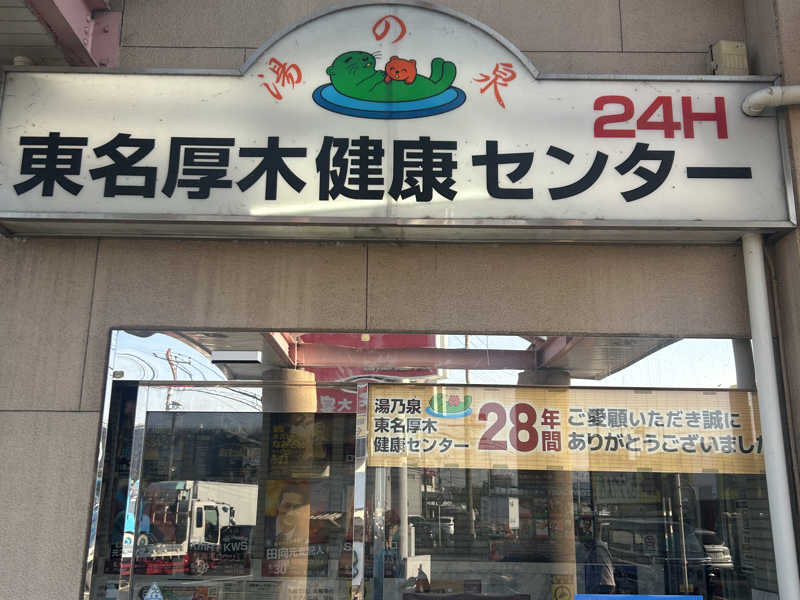 湯の泉
24H
東名厚木健康センター
湯乃泉
東名厚木
健康センター
28年間
ご愛顧いただき誠に
ありがとうございました
KWS